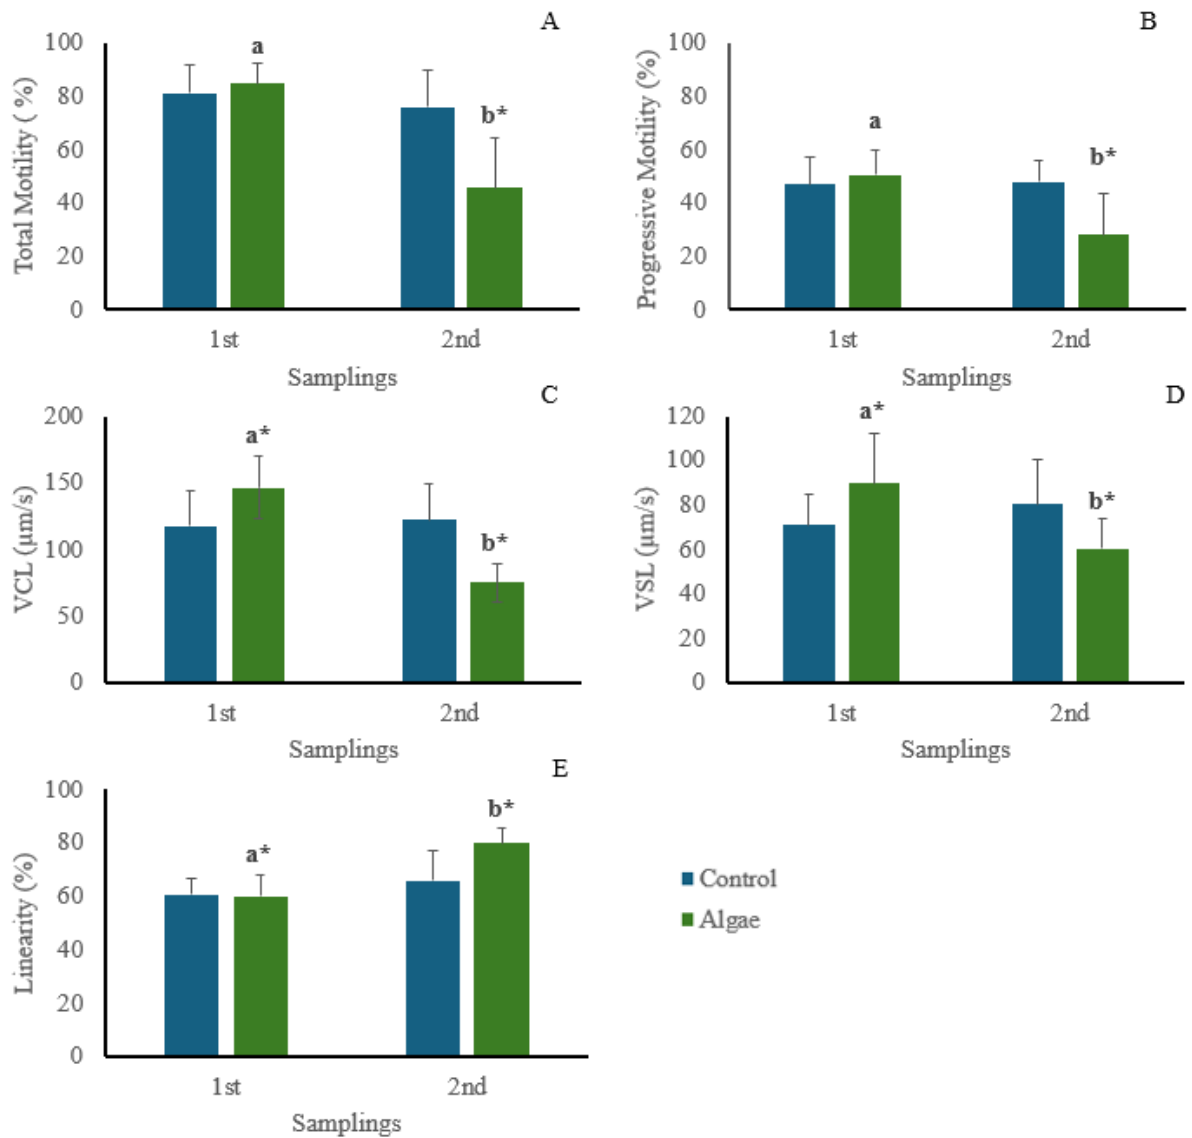 A
Total Motility ( %)
100
80
60
40
20
0
a
b*
1st
2nd
Samplings
B
Progressive Motility (%)
100
80
60
40
20
0
a
b*
1st
2nd
Samplings
C
VCL (µm/s)
200
150
100
50
0
a*
b*
1st
2nd
Samplings
D
VSL (µm/s)
120
100
80
60
40
20
0
a*
b*
1st
2nd
Samplings
E
Linearity (%)
100
80
60
40
20
0
a*
b*
1st
2nd
Samplings
Control
Algae